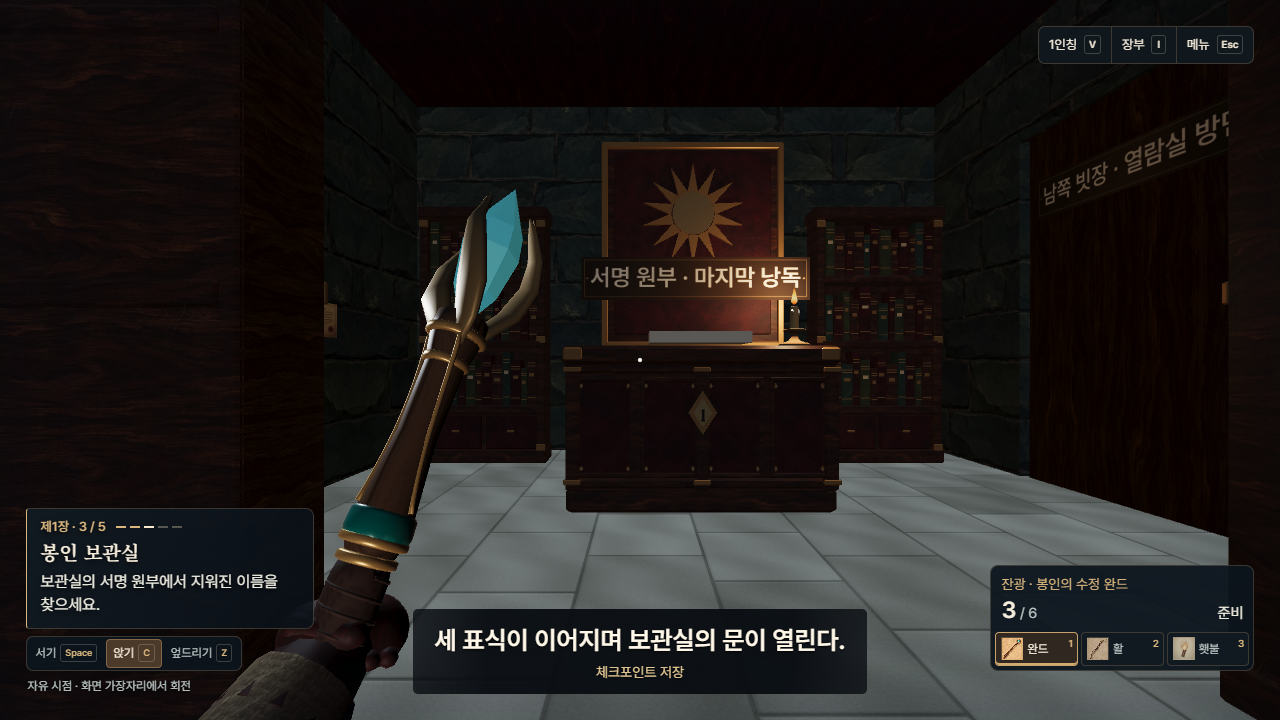 1인칭 V 장부 I 메뉴 Esc
남쪽 빗장 · 열람실 방면
서명 원부 · 마지막 낭독
I
제1장 · 3 / 5
봉인 보관실
보관실의 서명 원부에서 지워진 이름을
찾으세요.
서기 Space 앉기 C 엎드리기 Z
자유 시점 · 화면 가장자리에서 회전
세 표식이 이어지며 보관실의 문이 열린다.
체크포인트 저장
잔광 · 봉인의 수정 완드
3 / 6 준비
완드 1 활 2 횃불 3